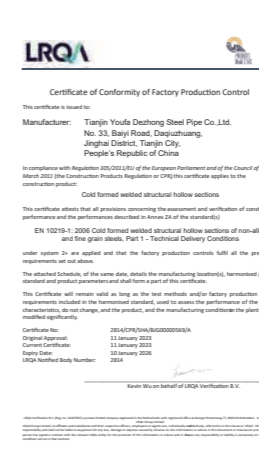 LRQA
Certificate of Conformity of Factory Production Control
This certificate is issued to:
Manufacturer: Tianjin Youfa Dezhong Steel Pipe Co.,Ltd.
No. 33, Baiyi Road, Daqiuzhuang,
Jinghai District, Tianjin City,
People's Republic of China
In compliance with Regulation 305/2011/EU of the European Parliament and of the Council of
March 2011 (the Construction Products Regulation or CPR) this certificate applies to the
construction product:
Cold formed welded structural hollow sections
This certificate attests that all provisions concerning the assessment and verification of const
performance and the performances described in Annex ZA of the standard(s)
EN 10219-1: 2006 Cold formed welded structural hollow sections of non-all
and fine grain steels, Part 1 - Technical Delivery Conditions
under system 2+ are applied and that the factory production controls fulfil all the pre
requirements set out above.
The attached Schedule, of the same date, details the manufacturing location(s), harmonised
standard and product parameters and shall form a part of this certificate.
This Certificate will remain valid as long as the test methods and/or factory production
requirements included in the harmonised standard, used to assess the performance of the
characteristics, do not change, and the product, and the manufacturing conditions in the plant
modified significantly.
Certificate No: 2814/CPR/SHA/BIG00000569/A
Original Approval: 11 January 2023
Current Certificate: 11 January 2023
Expiry Date: 10 January 2026
LRQA Notified Body Number: 2814
Kevin Wu on behalf of LRQA Verification B.V.